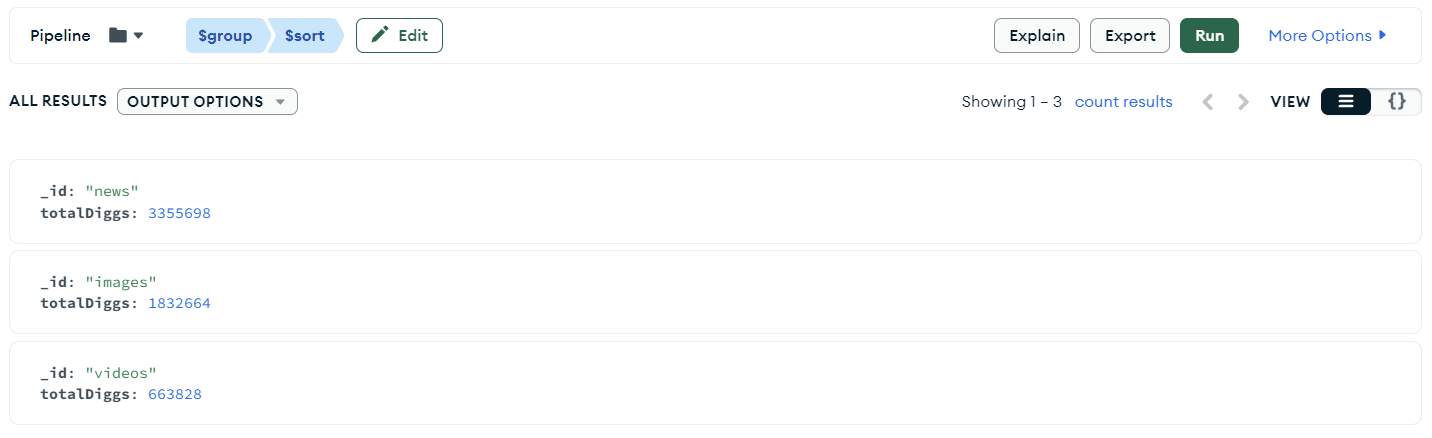 Pipeline $group $sort Edit Explain Export Run More Options
ALL RESULTS OUTPUT OPTIONS Showing 1 – 3 count results VIEW {}
_id: "news"
totalDiggs: 3355698
_id: "images"
totalDiggs: 1832664
_id: "videos"
totalDiggs: 663828